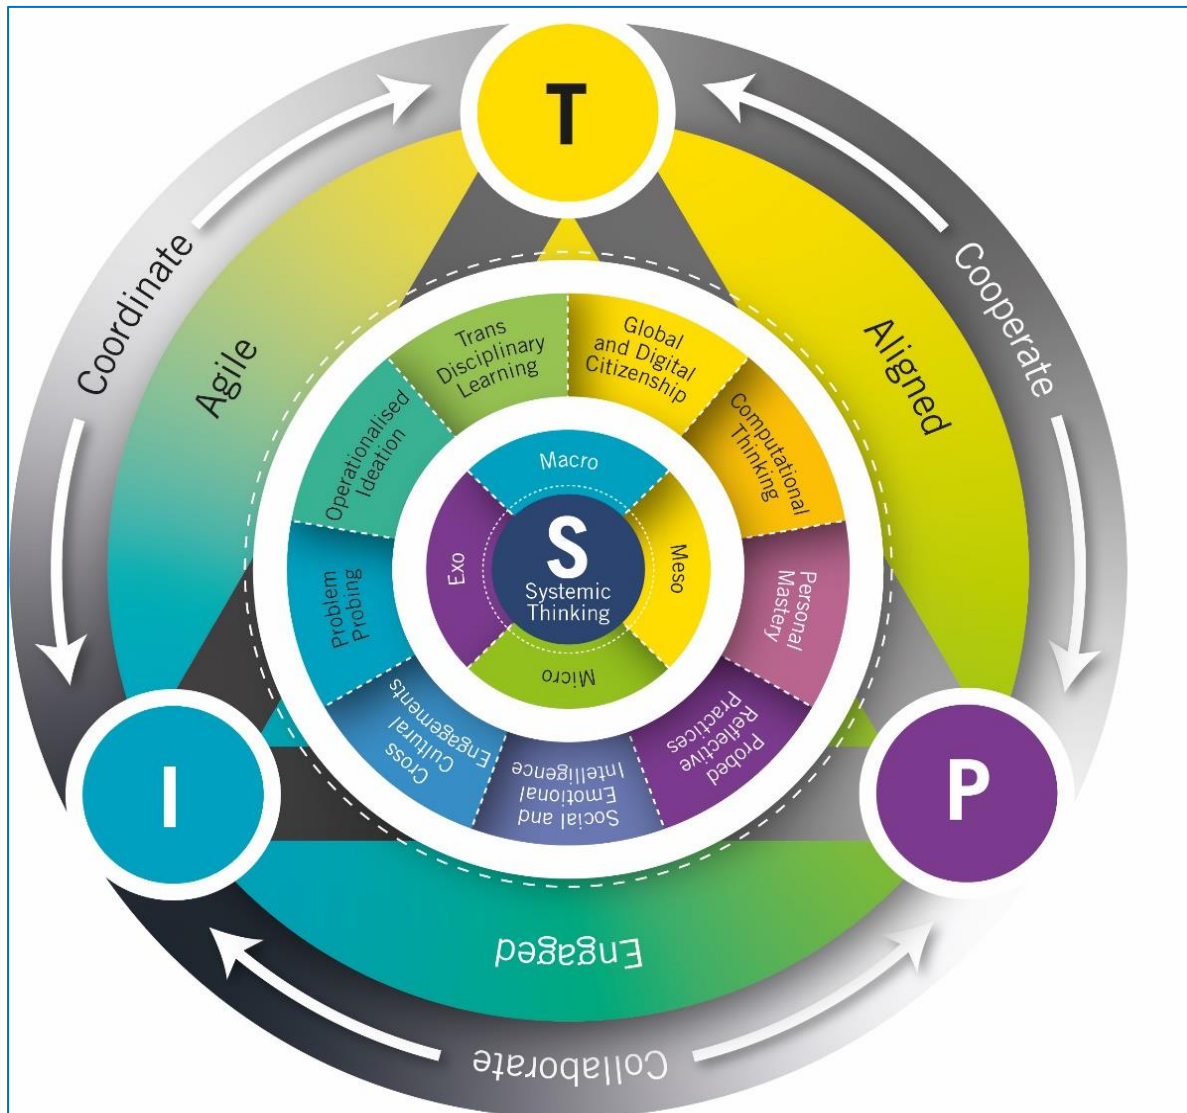 T
Coordinate
Cooperate
Agile
Aligned
Trans
Disciplinary
Learning
Global
and Digital
Citizenship
Operationalised
Ideation
Computational
Thinking
Macro
Exo
S
Systemic
Thinking
Meso
Micro
Problem
Probing
Personal
Mastery
Cross
Cultural
Engagements
Social and
Emotional
Intelligence
Probed
Reflective
Practices
I
P
Engaged
Collaborate